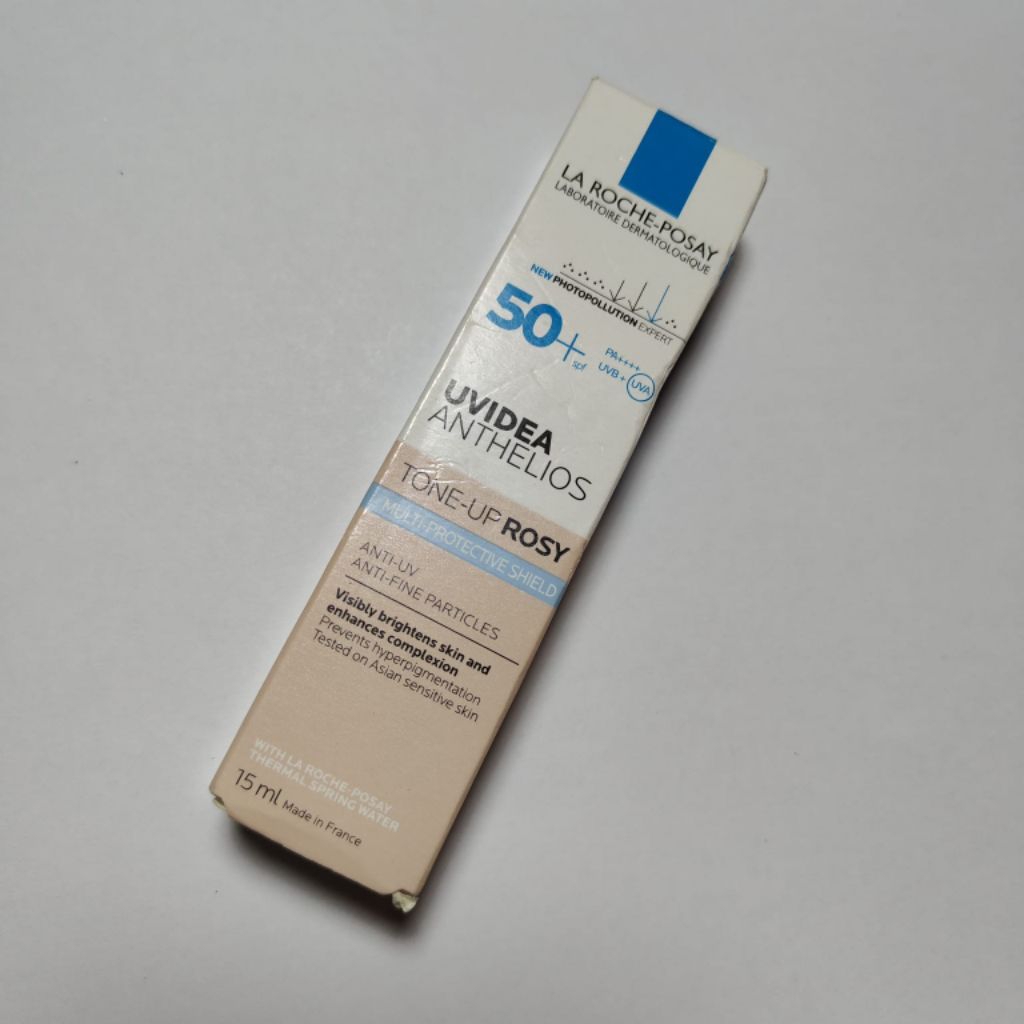 LA ROCHE-POSAY
LABORATOIRE DERMATOLOGIQUE
NEW PHOTOPOLLUTION EXPERT
50+ spf
PA++++
UVB + UVA
UVIDEA
ANTHELIOS
TONE-UP ROSY
MULTI-PROTECTIVE SHIELD
ANTI-UV
ANTI-FINE PARTICLES
Visibly brightens skin and
enhances complexion
Prevents hyperpigmentation
Tested on Asian sensitive skin
WITH LA ROCHE-POSAY
THERMAL SPRING WATER
15 ml Made in France